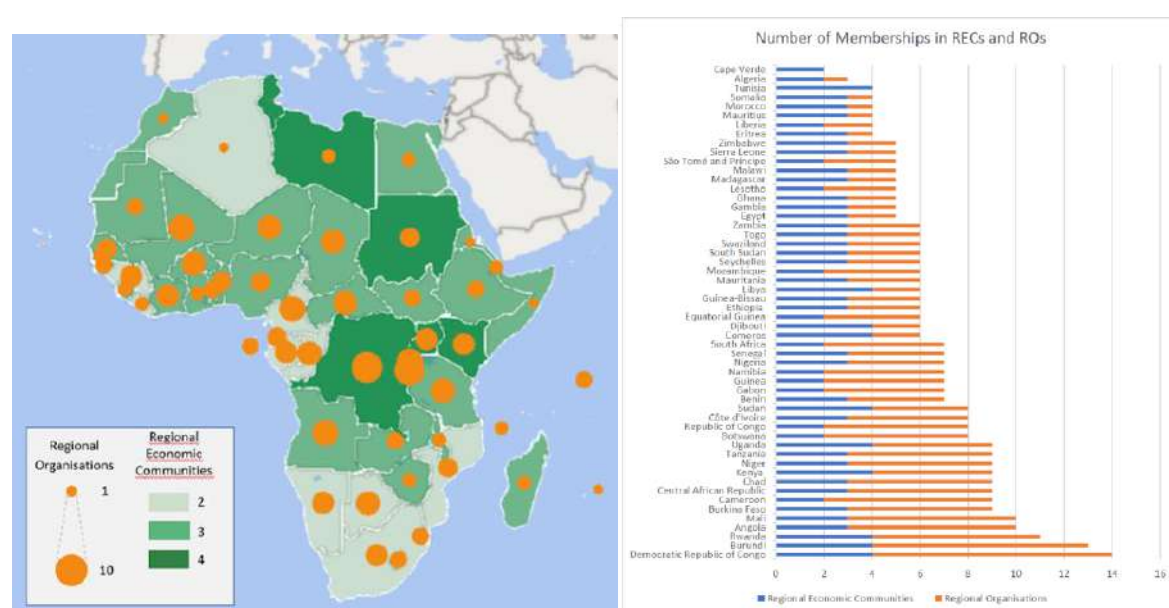 Regional
Organisations
1
10
Regional
Economic
Communities
2
3
4
Number of Memberships in RECs and ROs
Cape Verde
Algeria
Tunisia
Somalia
Morocco
Mauritius
Liberia
Eritrea
Zimbabwe
Sierra Leone
São Tomé and Príncipe
Malawi
Madagascar
Lesotho
Ghana
Gambia
Egypt
Zambia
Togo
Swaziland
South Sudan
Seychelles
Mozambique
Mauritania
Libya
Guinea-Bissau
Ethiopia
Equatorial Guinea
Djibouti
Comoros
South Africa
Senegal
Nigeria
Namibia
Guinea
Gabon
Benin
Sudan
Côte d'Ivoire
Republic of Congo
Botswana
Uganda
Tanzania
Niger
Kenya
Chad
Central African Republic
Cameroon
Burkina Faso
Mali
Angola
Rwanda
Burundi
Democratic Republic of Congo
0 2 4 6 8 10 12 14 16
Regional Economic Communities Regional Organisations